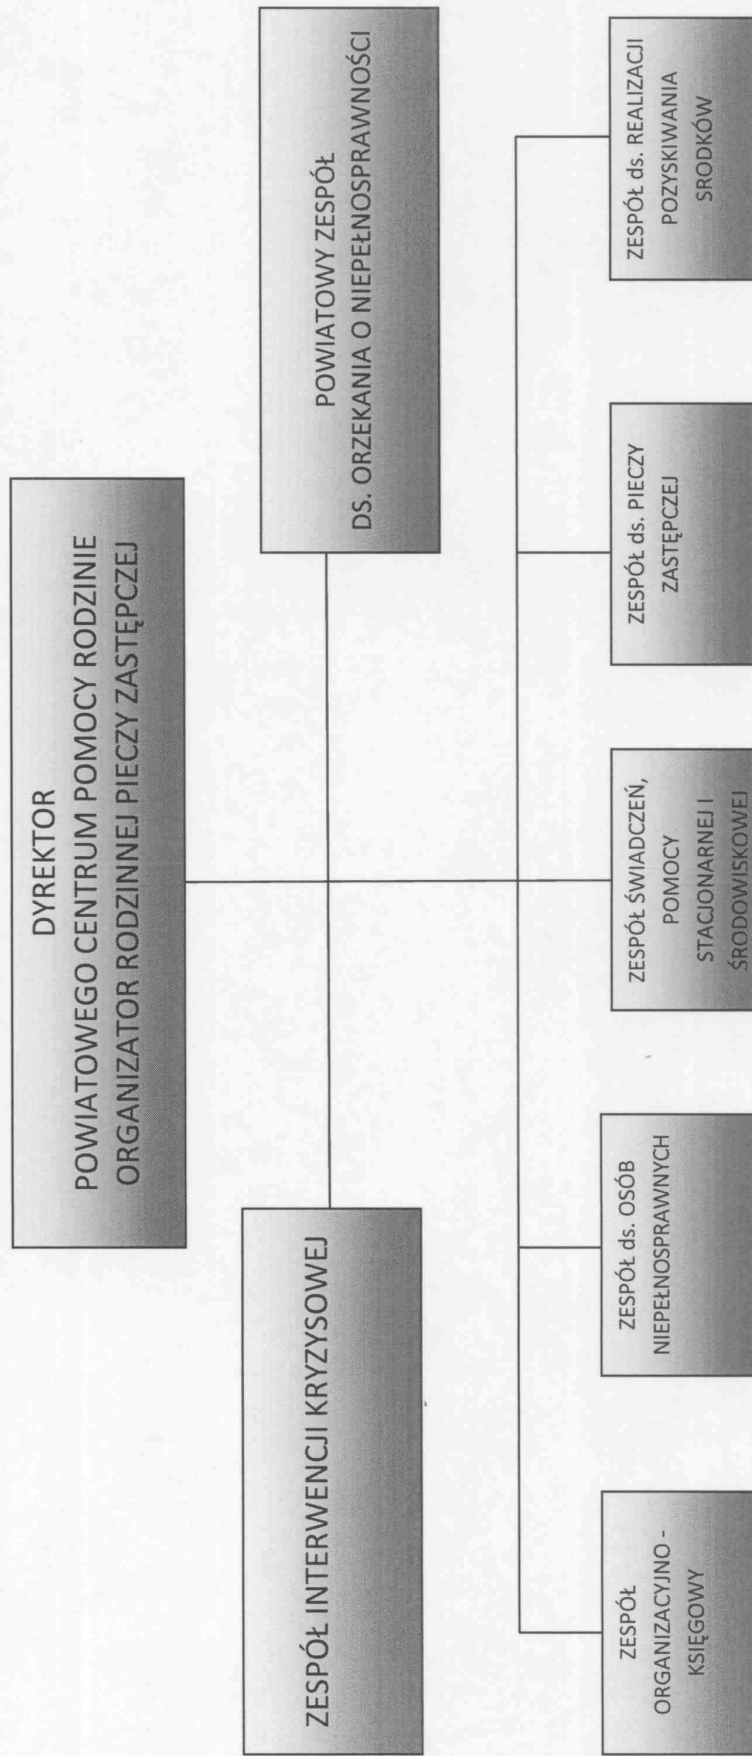 DYREKTOR
POWIATOWEGO CENTRUM POMOCY RODZINIE
ORGANIZATOR RODZINNEJ PIECZY ZASTĘPCZEJ
ZESPÓŁ INTERWENCJI KRYZYSOWEJ
POWIATOWY ZESPÓŁ
DS. ORZEKANIA O NIEPEŁNOSPRAWNOŚCI
ZESPÓŁ
ORGANIZACYJNO -
KSIĘGOWY
ZESPÓŁ ds. OSÓB
NIEPEŁNOSPRAWNYCH
ZESPÓŁ ŚWIADCZEŃ,
POMOCY
STACJONARNEJ I
ŚRODOWISKOWEJ
ZESPÓŁ ds. PIECZY
ZASTĘPCZEJ
ZESPÓŁ ds. REALIZACJI
POZYSKIWANIA
SRODKÓW